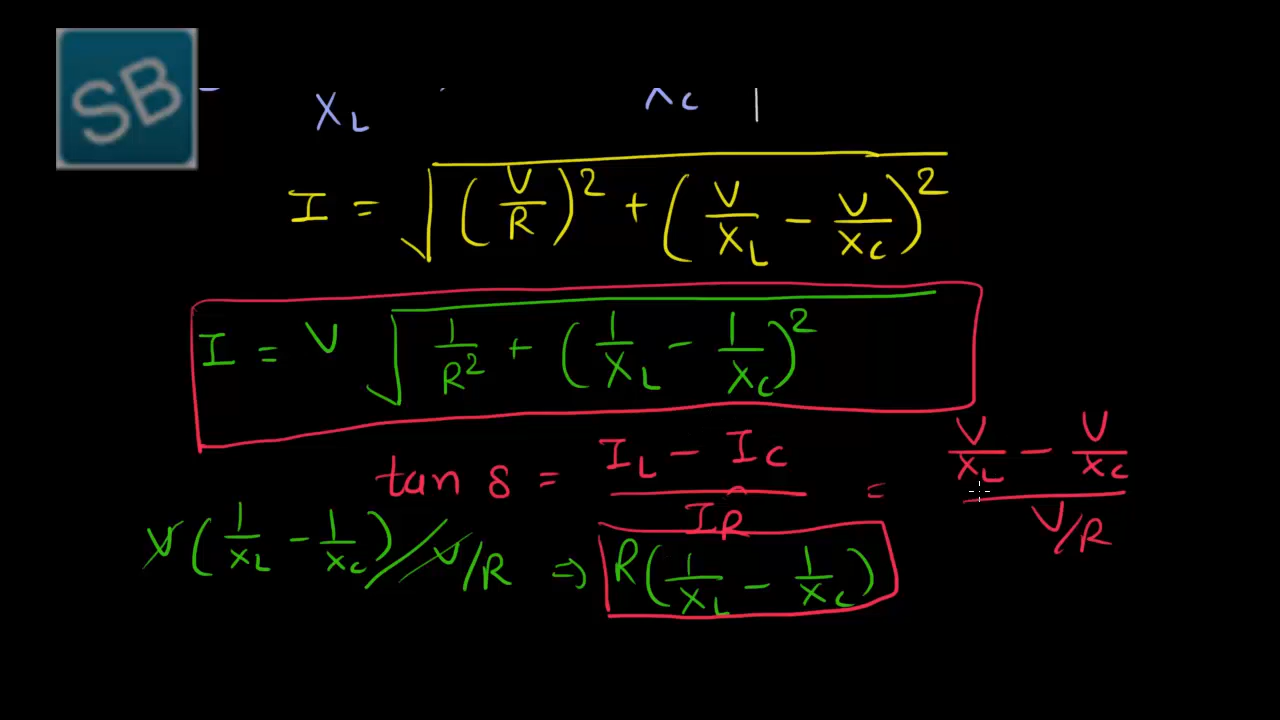 SB
X_L X_C
I = √((V/R)² + (V/X_L − V/X_C)²)
I = V √(1/R² + (1/X_L − 1/X_C)²)
tan δ = (I_L − I_C)/I_R = (V/X_L − V/X_C)/(V/R)
V(1/X_L − 1/X_C)/V/R ⇒ R(1/X_L − 1/X_C)